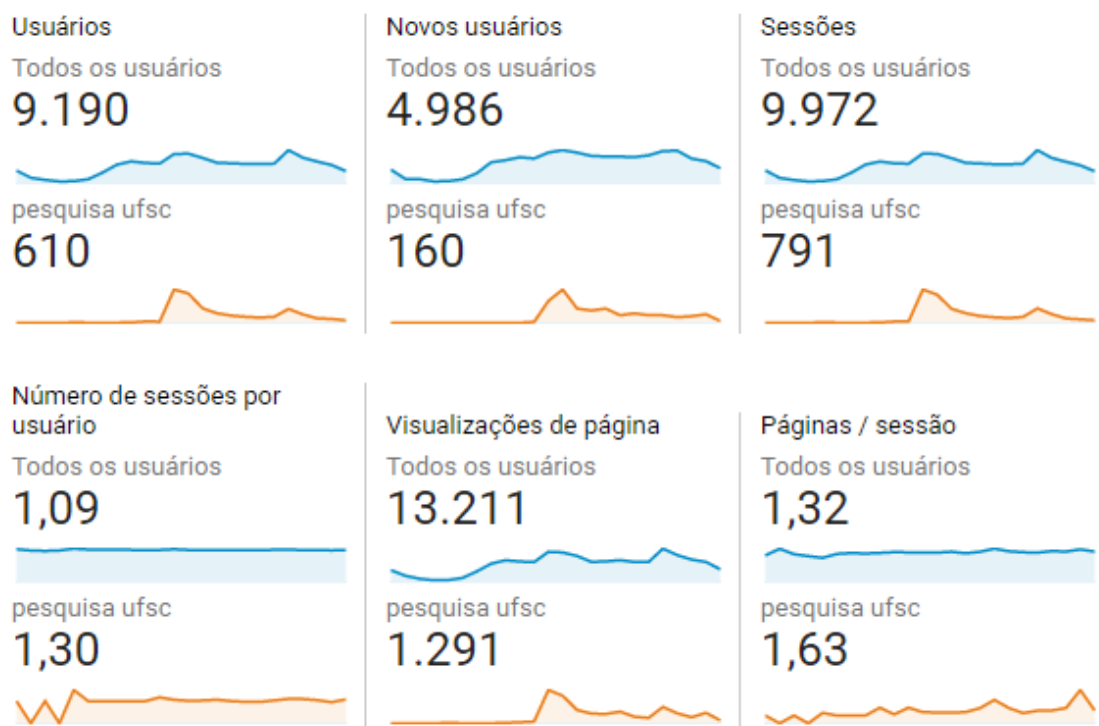 Usuários
Todos os usuários
9.190
pesquisa ufsc
610
Novos usuários
Todos os usuários
4.986
pesquisa ufsc
160
Sessões
Todos os usuários
9.972
pesquisa ufsc
791
Número de sessões por
usuário
Todos os usuários
1,09
pesquisa ufsc
1,30
Visualizações de página
Todos os usuários
13.211
pesquisa ufsc
1.291
Páginas / sessão
Todos os usuários
1,32
pesquisa ufsc
1,63